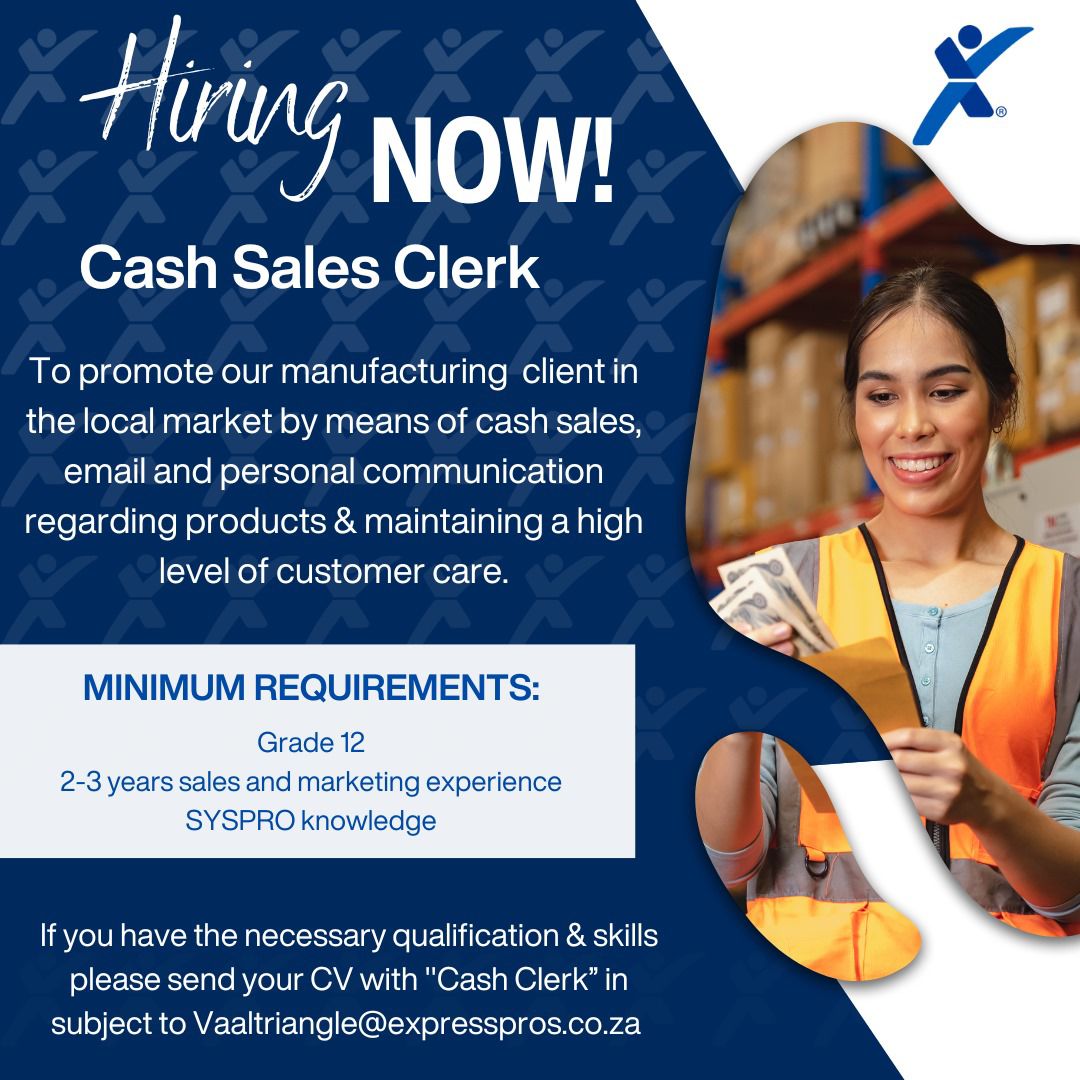 Hiring
NOW!
®
Cash Sales Clerk
To promote our manufacturing client in
the local market by means of cash sales,
email and personal communication
regarding products & maintaining a high
level of customer care.
MINIMUM REQUIREMENTS:
Grade 12
2-3 years sales and marketing experience
SYSPRO knowledge
If you have the necessary qualification & skills
please send your CV with "Cash Clerk” in
subject to Vaaltriangle@expresspros.co.za